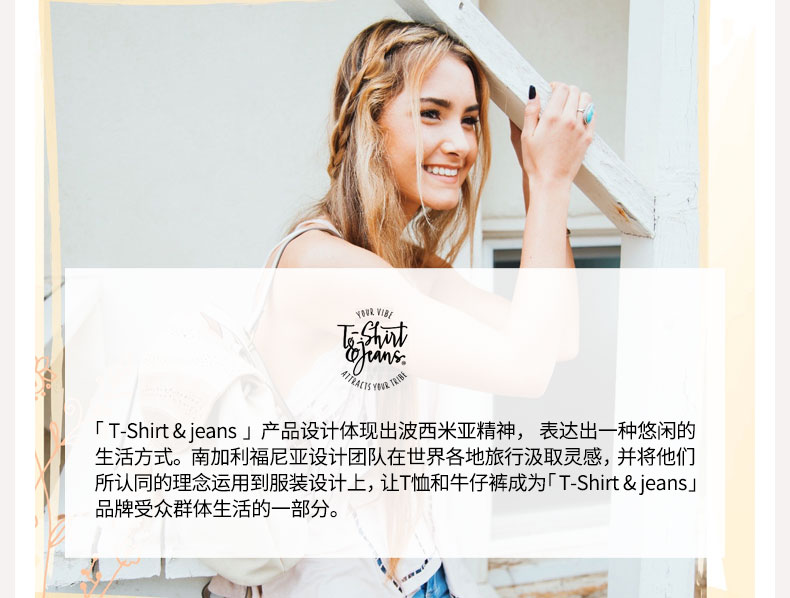 YOUR VIBE
T-Shirt
& Jeans®
ATTRACTS YOUR TRIBE
「 T-Shirt & jeans 」产品设计体现出波西米亚精神， 表达出一种悠闲的
生活方式。南加利福尼亚设计团队在世界各地旅行汲取灵感，并将他们
所认同的理念运用到服装设计上，让T恤和牛仔裤成为「 T-Shirt & jeans」
品牌受众群体生活的一部分。